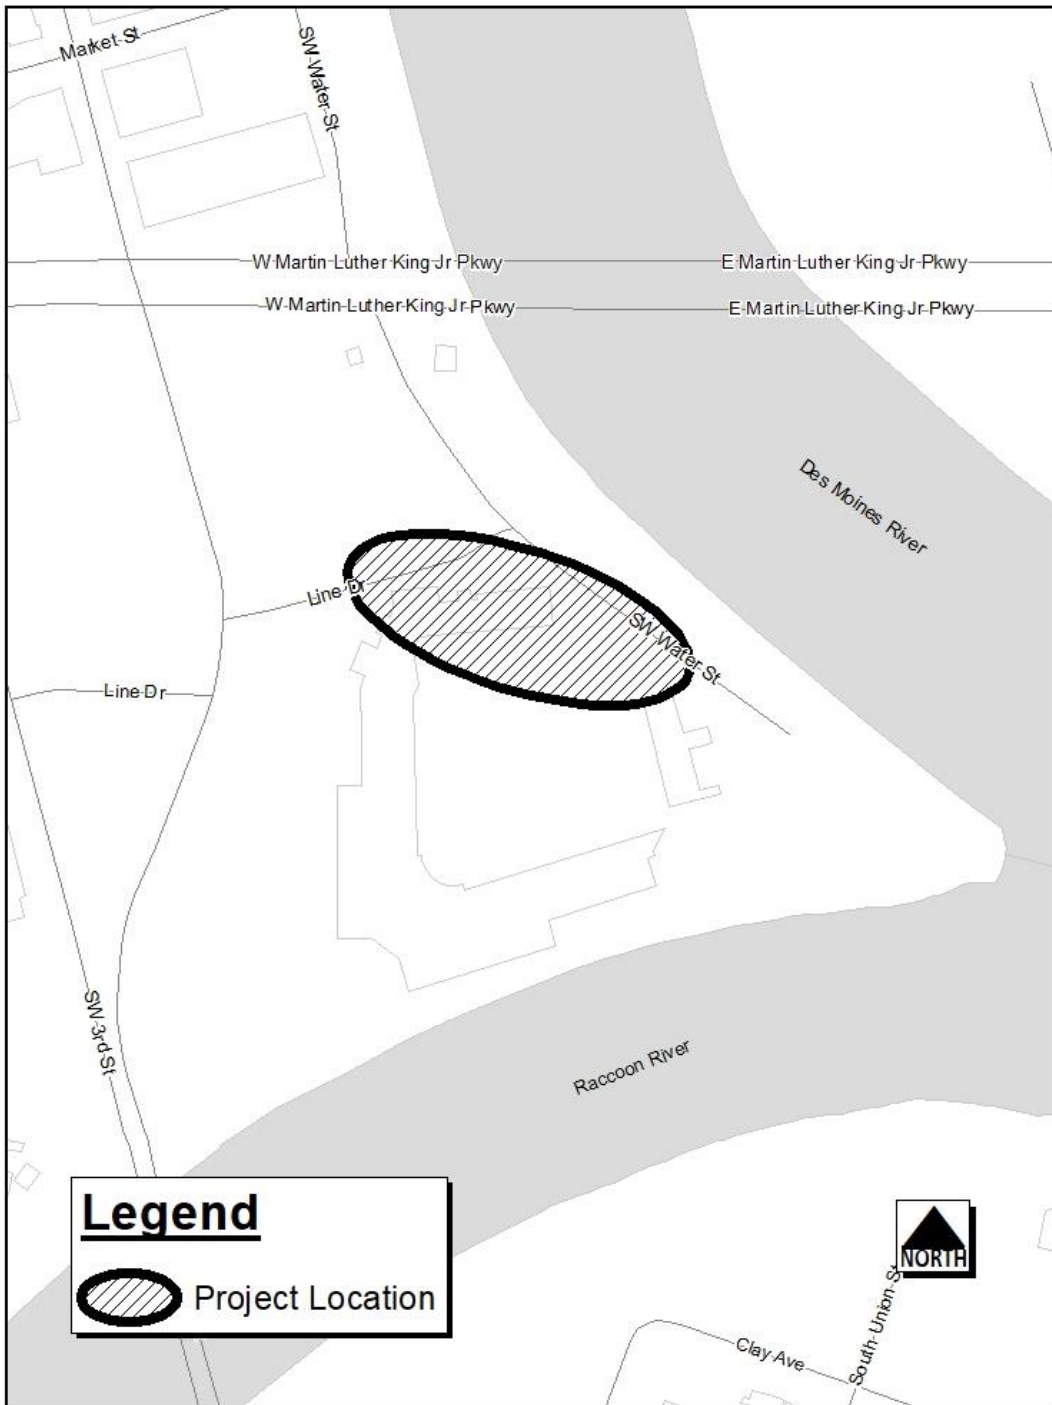 Market St
SW Water St
W Martin Luther King Jr Pkwy
E Martin Luther King Jr Pkwy
W Martin Luther King Jr Pkwy
E Martin Luther King Jr Pkwy
Des Moines River
Line Dr
SW Water St
Line Dr
SW 3rd St
Raccoon River
Legend
Project Location
NORTH
South Union St
Clay Ave